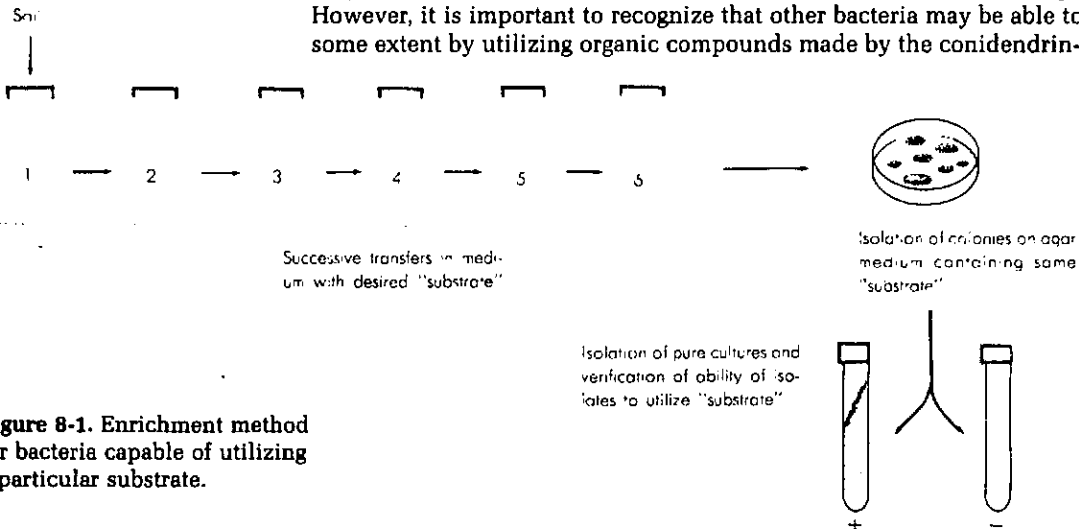 However, it is important to recognize that other bacteria may be able to
some extent by utilizing organic compounds made by the conidendrin-
1 2 3 4 5
Successive transfers in medi-
um with desired "substrate"
Isolation of colonies on agar
medium containing same
"substrate"
Isolation of pure cultures and
verification of ability of iso-
lates to utilize "substrate"
gure 8-1. Enrichment method
r bacteria capable of utilizing
particular substrate.
+ −